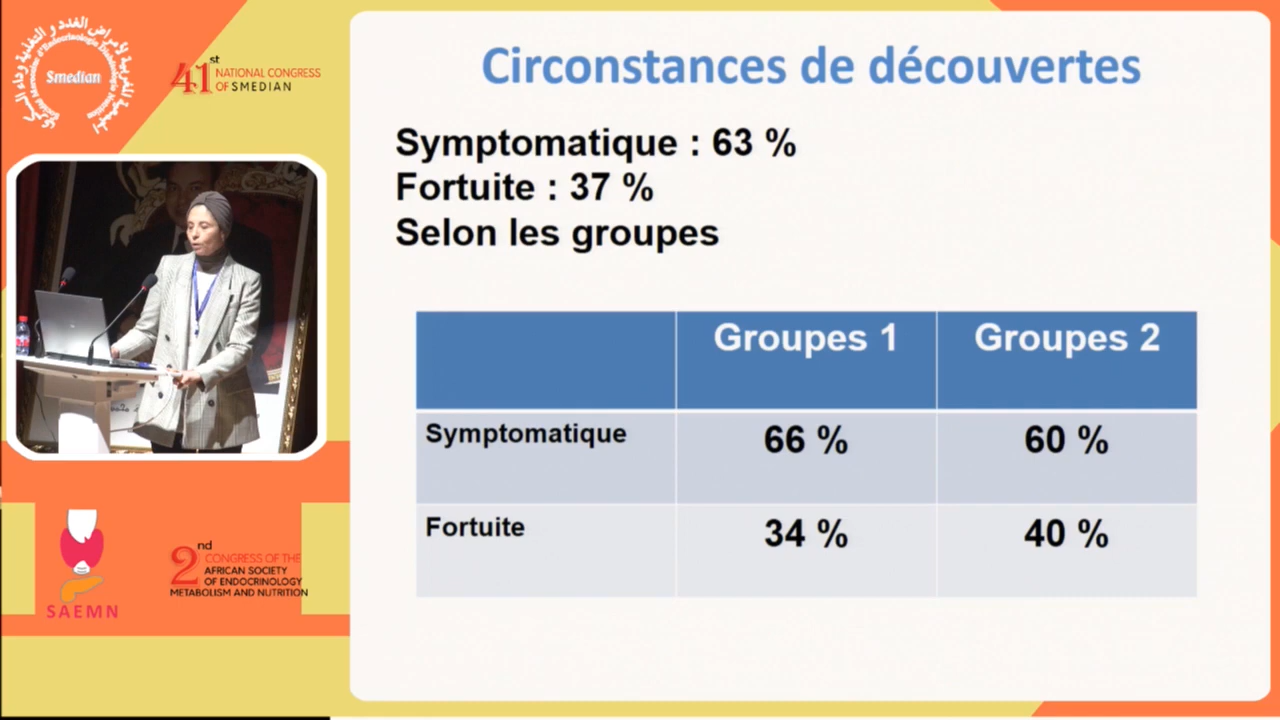 Smedian
41st NATIONAL CONGRESS
OF SMEDIAN
Circonstances de découvertes
Symptomatique : 63 %
Fortuite : 37 %
Selon les groupes
Groupes 1 Groupes 2
Symptomatique 66 % 60 %
Fortuite 34 % 40 %
SAEMN
2nd CONGRESS OF THE
AFRICAN SOCIETY
OF ENDOCRINOLOGY
METABOLISM AND NUTRITION